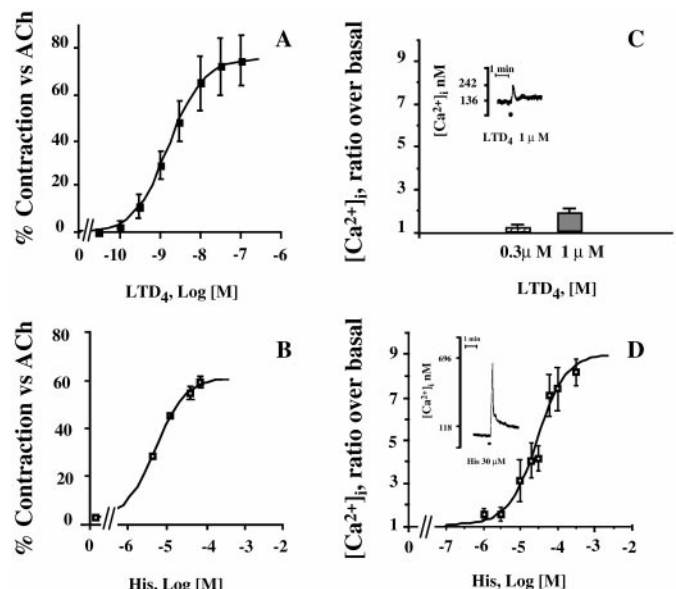 A
% Contraction vs ACh
80
60
40
20
0
0 -10 -9 -8 -7 -6
LTD4, Log [M]
C
[Ca2+]i, ratio over basal
9
7
5
3
1
1 min
[Ca2+]i nM
242
136
LTD4 1 μ M
0.3μ M 1 μ M
LTD4, [M]
B
% Contraction vs ACh
80
60
40
20
0
0 -6 -5 -4 -3 -2
His, Log [M]
D
[Ca2+]i, ratio over basal
9
7
5
3
1
1 min
[Ca2+]i nM
696
118
His 30 μM
0 -7 -6 -5 -4 -3 -2
His, Log [M]